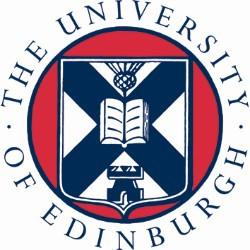 · THE UNIVERSITY ·
OF EDINBURGH